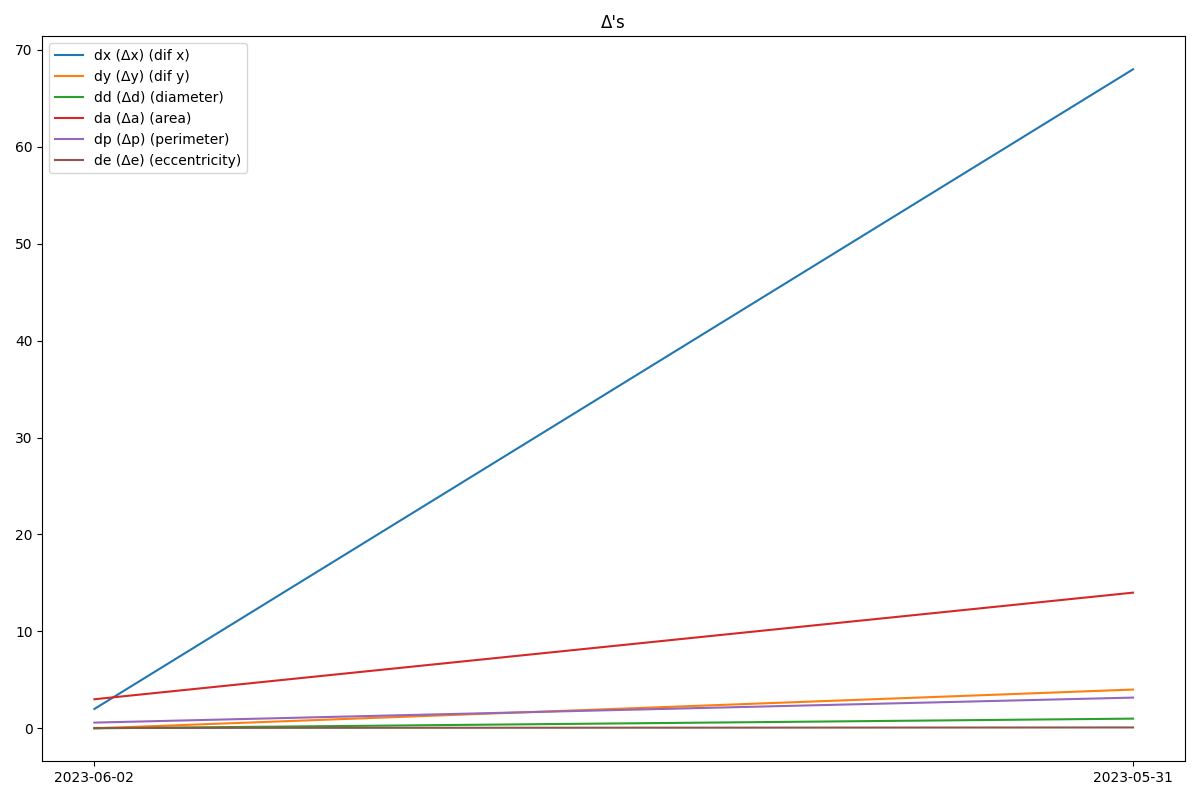 Δ's
70
60
50
40
30
20
10
0
dx (Δx) (dif x)
dy (Δy) (dif y)
dd (Δd) (diameter)
da (Δa) (area)
dp (Δp) (perimeter)
de (Δe) (eccentricity)
2023-06-02
2023-05-31